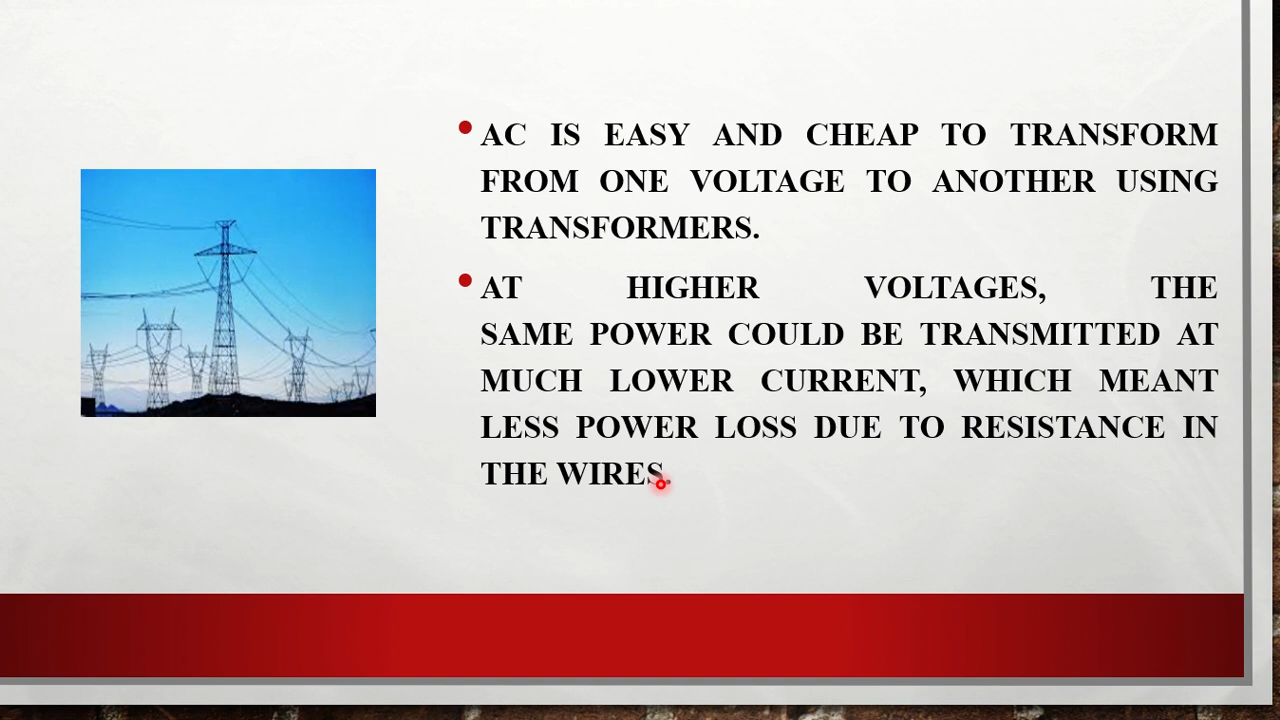 AC IS EASY AND CHEAP TO TRANSFORM
FROM ONE VOLTAGE TO ANOTHER USING
TRANSFORMERS.
AT HIGHER VOLTAGES, THE
SAME POWER COULD BE TRANSMITTED AT
MUCH LOWER CURRENT, WHICH MEANT
LESS POWER LOSS DUE TO RESISTANCE IN
THE WIRES.